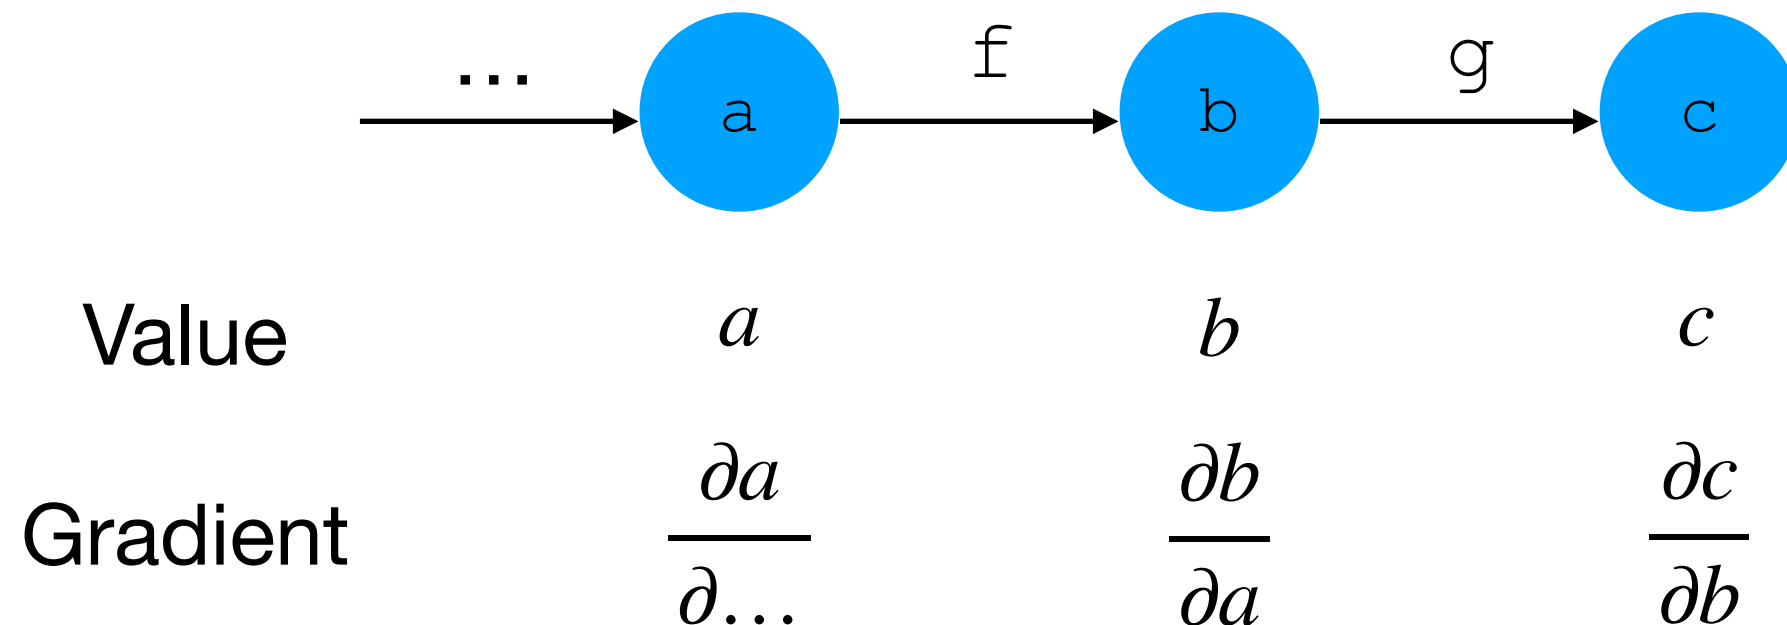 ... f g
a b c
Value a b c
Gradient ∂a/∂… ∂b/∂a ∂c/∂b